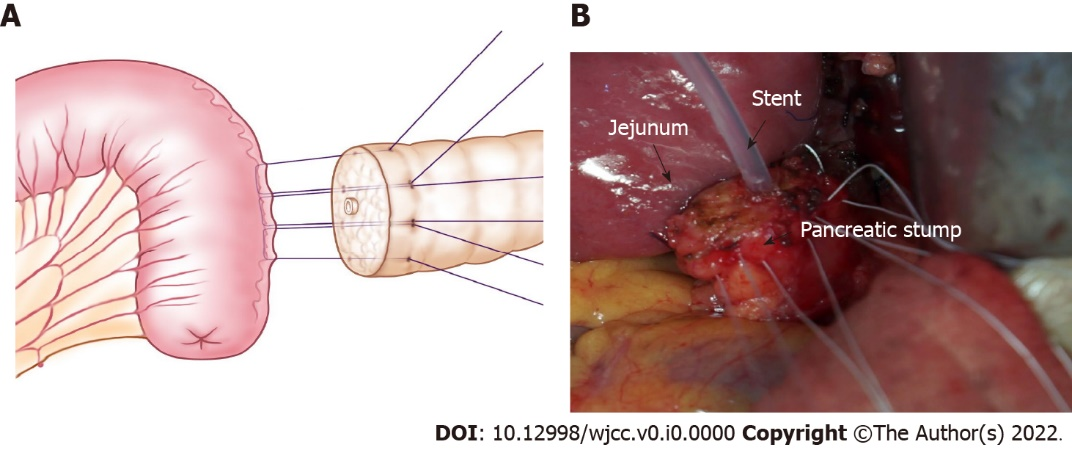 A
B
Stent
Jejunum
Pancreatic stump
DOI: 10.12998/wjcc.v0.i0.0000 Copyright ©The Author(s) 2022.